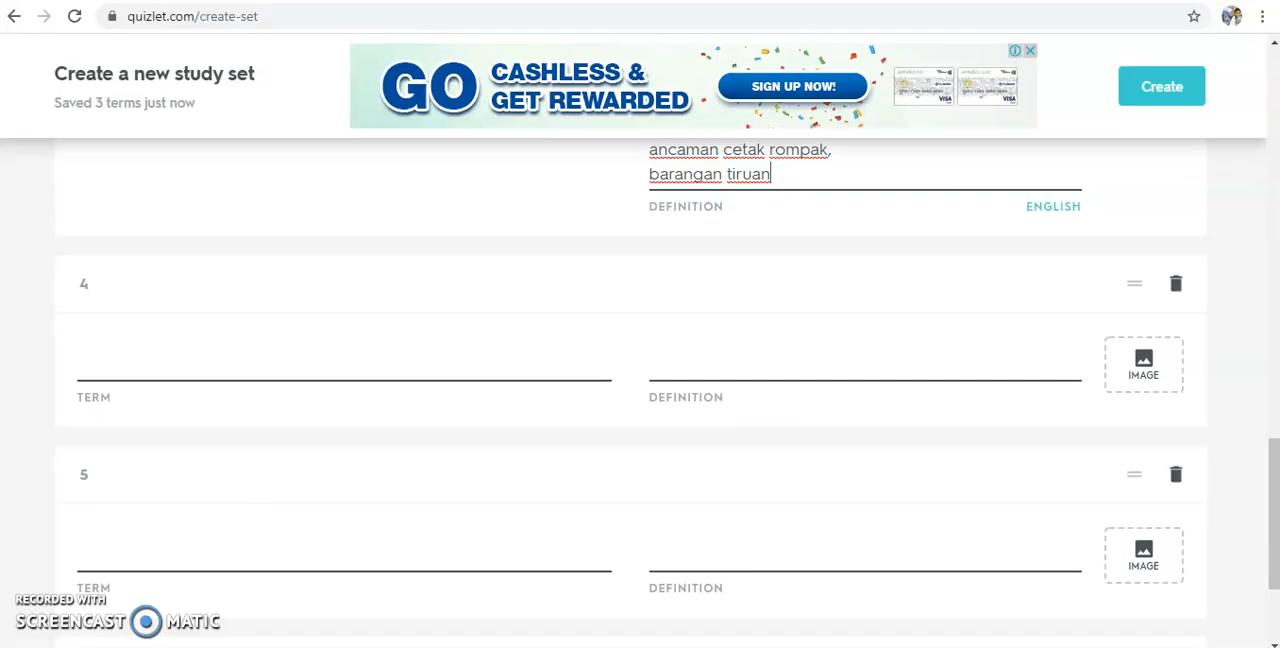 quizlet.com/create-set
Create a new study set
Saved 3 terms just now
GO CASHLESS &
GET REWARDED
SIGN UP NOW!
VISA
VISA
Create
ancaman cetak rompak,
barangan tiruan
DEFINITION
ENGLISH
4
IMAGE
TERM
DEFINITION
5
IMAGE
TERM
DEFINITION
RECORDED WITH
SCREENCAST MATIC